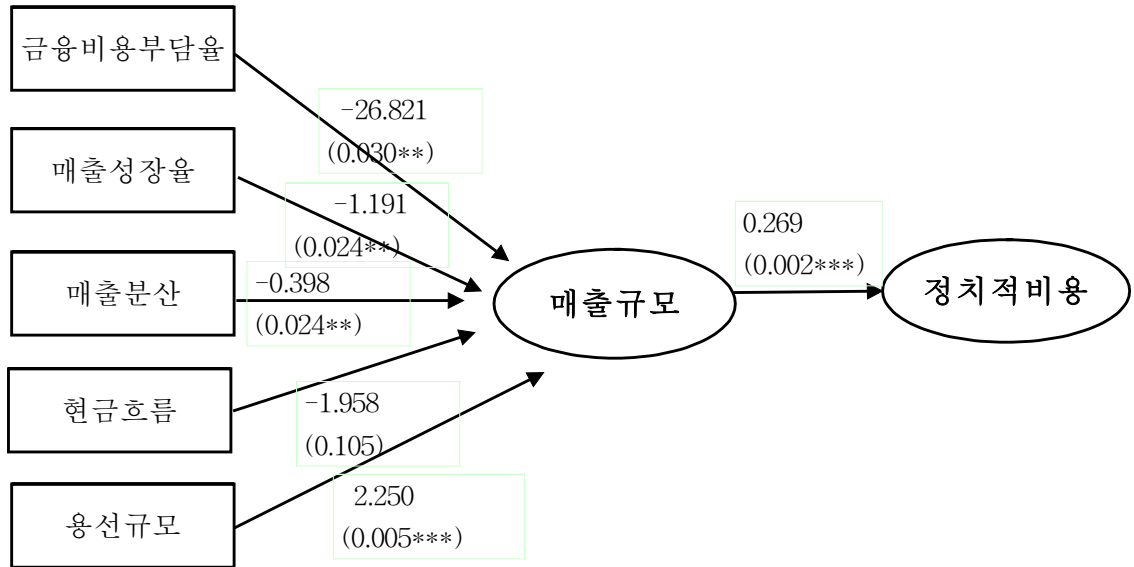 금융비용부담율
-26.821
(0.030**)
매출성장율
-1.191
(0.024**)
매출분산
-0.398
(0.024**)
매출규모
0.269
(0.002***)
정치적비용
현금흐름
-1.958
(0.105)
용선규모
2.250
(0.005***)